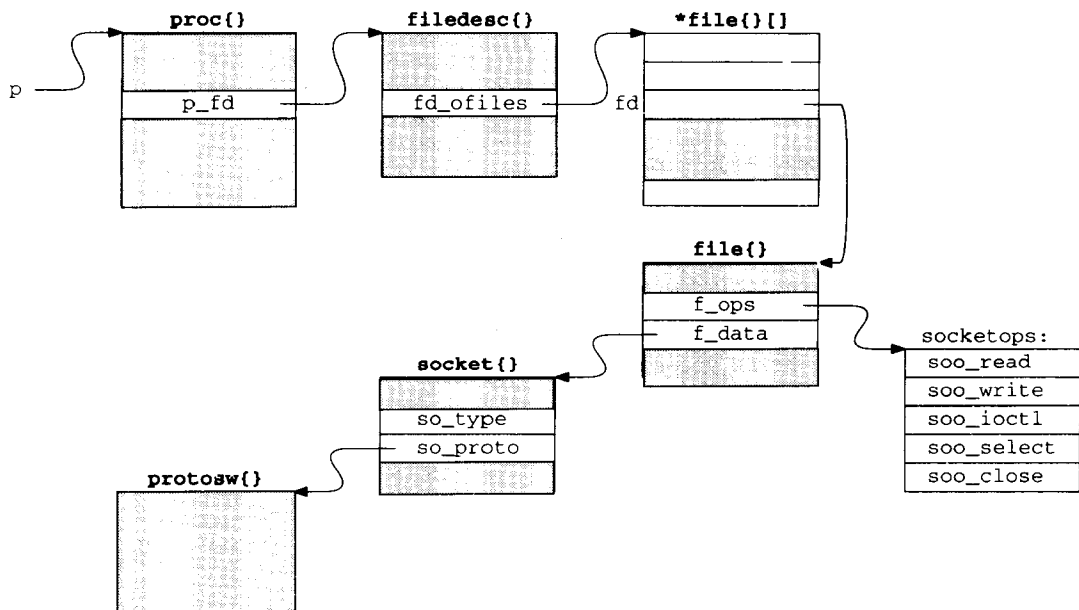 proc{}
filedesc{}
*file{}[]
p
p_fd
fd_ofiles
fd
file{}
f_ops
f_data
socketops:
soo_read
soo_write
soo_ioctl
soo_select
soo_close
socket{}
so_type
so_proto
protosw{}